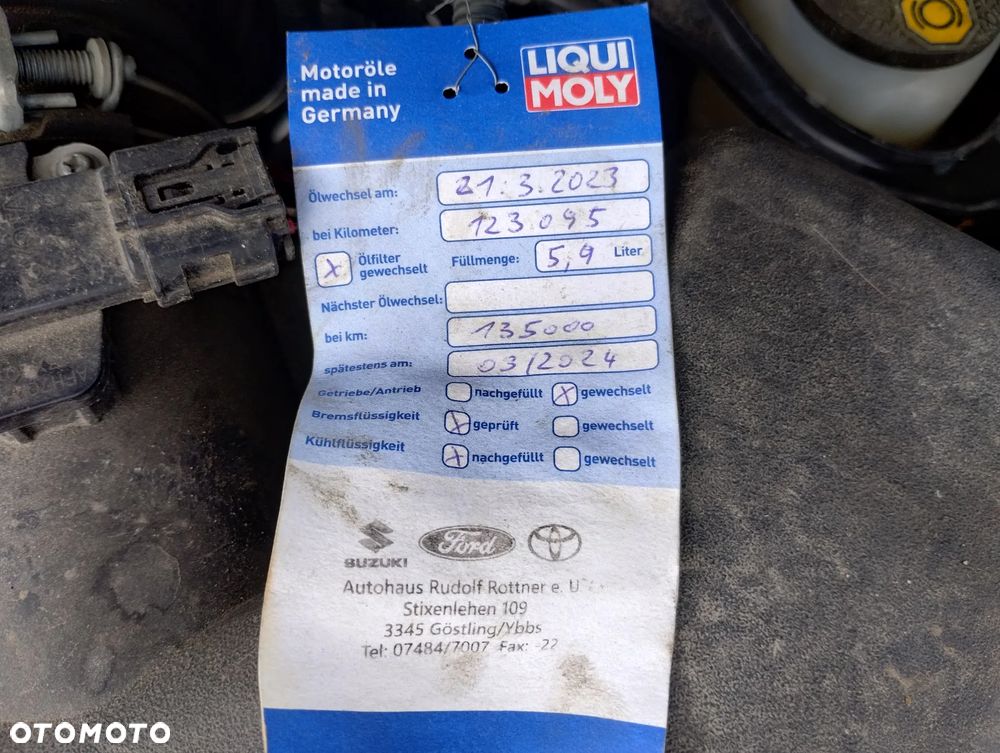 Motoröle
made in
Germany
LIQUI
MOLY
Ölwechsel am: 21.3.2023
bei Kilometer: 123.095
x Ölfilter
gewechselt
Füllmenge: 5,9 Liter
Nächster Ölwechsel:
bei km: 135000
spätestens am: 03/2024
Getriebe/Antrieb nachgefüllt x gewechselt
Bremsflüssigkeit x geprüft gewechselt
Kühlflüssigkeit x nachgefüllt gewechselt
SUZUKI Ford
Autohaus Rudolf Rottner e. U
Stixenlehen 109
3345 Göstling/Ybbs
Tel: 07484/7007 Fax: -22
OTOMOTO